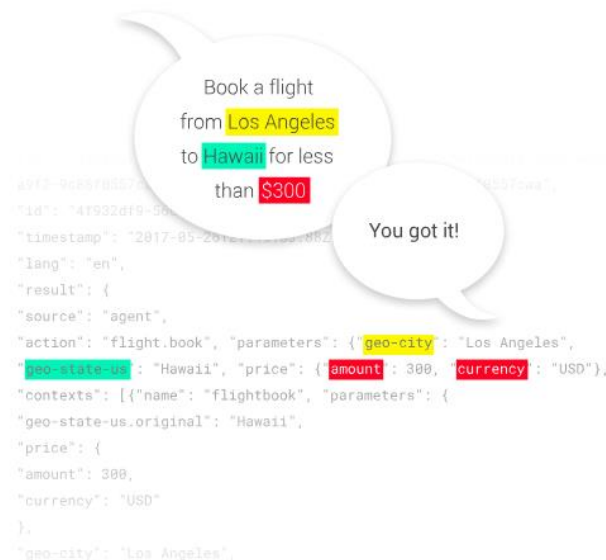 Book a flight
from Los Angeles
to Hawaii for less
than $300
You got it!
"lang": "en",
"result": {
"source": "agent",
"action": "flight.book", "parameters": {"geo-city": "Los Angeles",
"geo-state-us": "Hawaii", "price": {"amount": 300, "currency": "USD"},
"contexts": [{"name": "flightbook", "parameters": {
"geo-state-us.original": "Hawaii",
"price": {
"amount": 300,
"currency": "USD"
},
"geo-city": "Los Angeles",